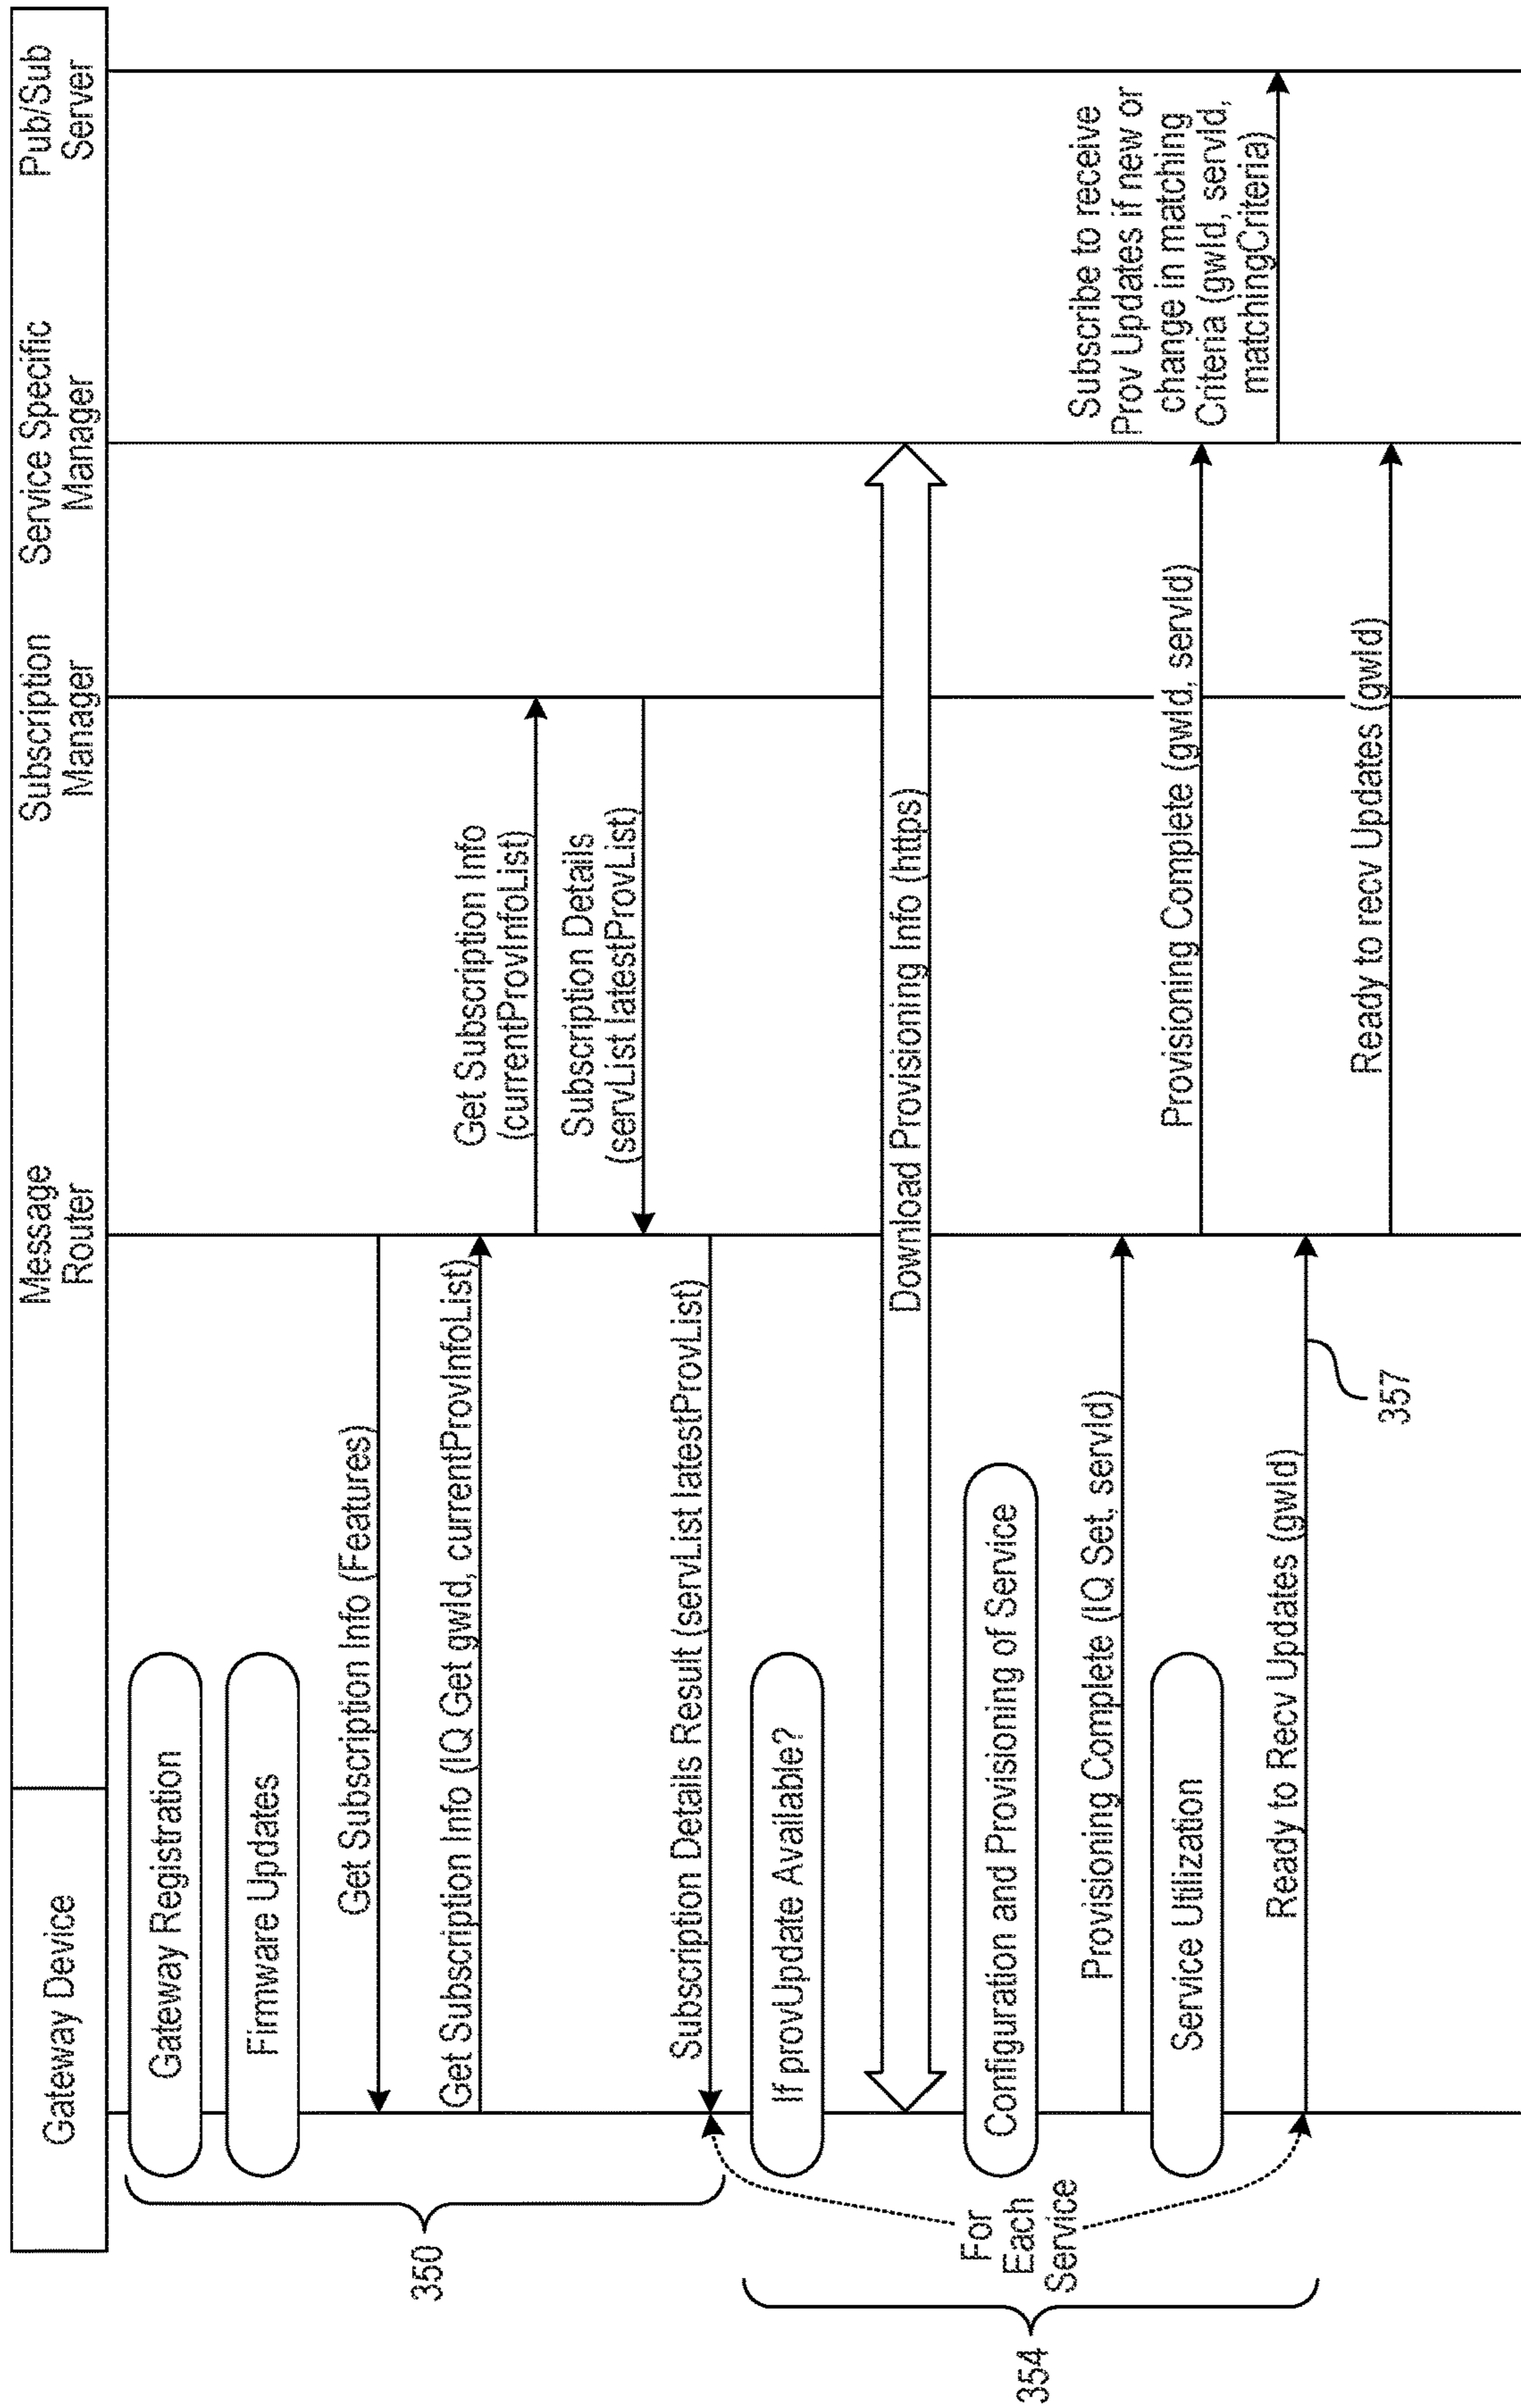 Gateway Device
Message
Router
Subscription
Manager
Service Specific
Manager
Pub/Sub
Server
Gateway Registration
Firmware Updates
Get Subscription Info (Features)
Get Subscription Info (IQ Get gwId, currentProvInfoList)
Get Subscription Info
(currentProvInfoList)
Subscription Details
(servList latestProvList)
Subscription Details Result (servList latestProvList)
350
If provUpdate Available?
Download Provisioning Info (https)
Configuration and Provisioning of Service
For
Each
Service
354
Provisioning Complete (IQ Set, servId)
Provisioning Complete (gwId, servId)
Subscribe to receive
Prov Updates if new or
change in matching
Criteria (gwId, servId,
matchingCriteria)
Service Utilization
Ready to Recv Updates (gwId)
357
Ready to recv Updates (gwId)